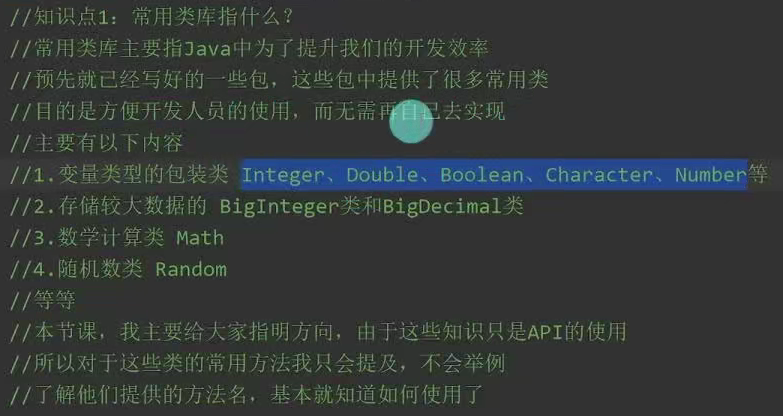 //知识点1：常用类库指什么？
//常用类库主要指Java中为了提升我们的开发效率
//预先就已经写好的一些包，这些包中提供了很多常用类
//目的是方便开发人员的使用，而无需再自己去实现
//主要有以下内容
//1.变量类型的包装类 Integer、Double、Boolean、Character、Number等
//2.存储较大数据的 BigInteger类和BigDecimal类
//3.数学计算类 Math
//4.随机数类 Random
//等等
//本节课，我主要给大家指明方向，由于这些知识只是API的使用
//所以对于这些类的常用方法我只会提及，不会举例
//了解他们提供的方法名，基本就知道如何使用了